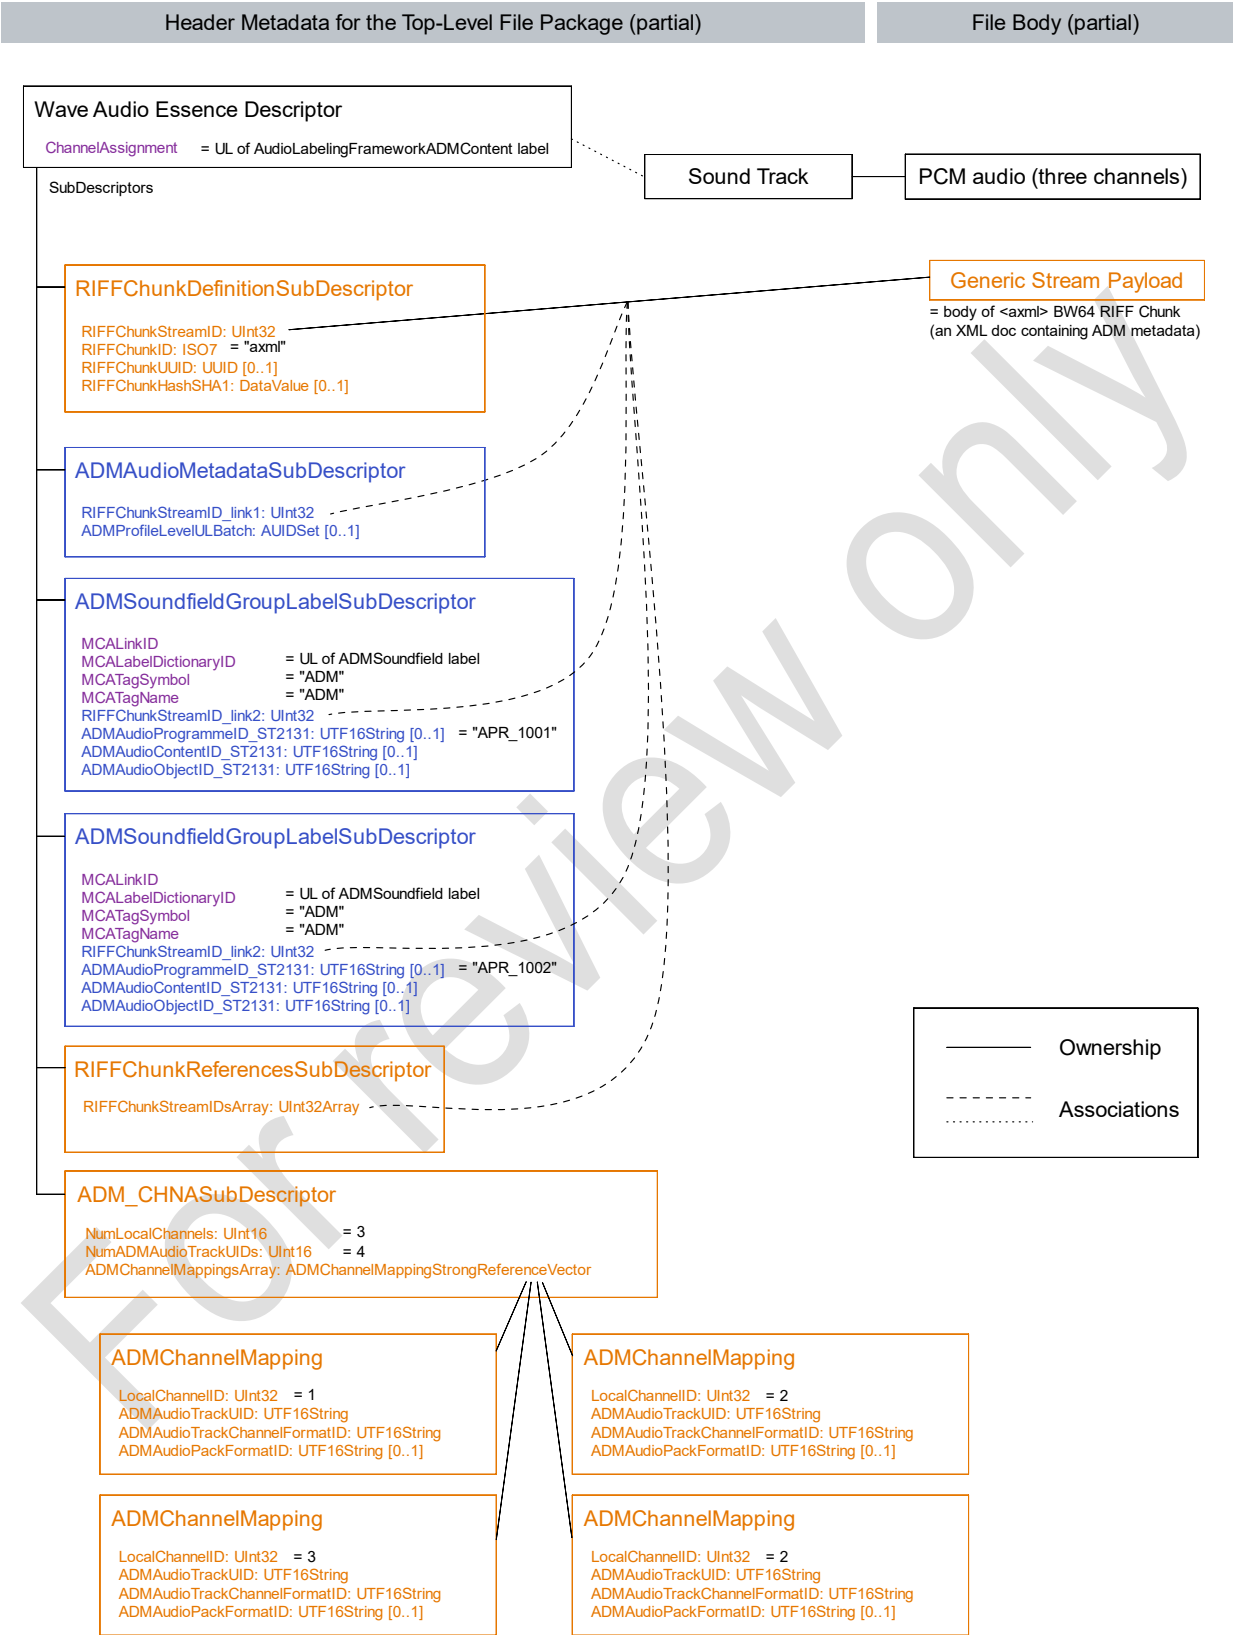 Header Metadata for the Top-Level File Package (partial)
File Body (partial)
Wave Audio Essence Descriptor
ChannelAssignment = UL of AudioLabelingFrameworkADMContent label
SubDescriptors
Sound Track
PCM audio (three channels)
RIFFChunkDefinitionSubDescriptor
RIFFChunkStreamID: UInt32
RIFFChunkID: ISO7 = "axml"
RIFFChunkUUID: UUID [0..1]
RIFFChunkHashSHA1: DataValue [0..1]
Generic Stream Payload
= body of <axml> BW64 RIFF Chunk
(an XML doc containing ADM metadata)
ADMAudioMetadataSubDescriptor
RIFFChunkStreamID_link1: UInt32
ADMProfileLevelULBatch: AUIDSet [0..1]
ADMSoundfieldGroupLabelSubDescriptor
MCALinkID
MCALabelDictionaryID = UL of ADMSoundfield label
MCATagSymbol = "ADM"
MCATagName = "ADM"
RIFFChunkStreamID_link2: UInt32
ADMAudioProgrammeID_ST2131: UTF16String [0..1] = "APR_1001"
ADMAudioContentID_ST2131: UTF16String [0..1]
ADMAudioObjectID_ST2131: UTF16String [0..1]
ADMSoundfieldGroupLabelSubDescriptor
MCALinkID
MCALabelDictionaryID = UL of ADMSoundfield label
MCATagSymbol = "ADM"
MCATagName = "ADM"
RIFFChunkStreamID_link2: UInt32
ADMAudioProgrammeID_ST2131: UTF16String [0..1] = "APR_1002"
ADMAudioContentID_ST2131: UTF16String [0..1]
ADMAudioObjectID_ST2131: UTF16String [0..1]
RIFFChunkReferencesSubDescriptor
RIFFChunkStreamIDsArray: UInt32Array
Ownership
Associations
ADM_CHNASubDescriptor
NumLocalChannels: UInt16 = 3
NumADMAudioTrackUIDs: UInt16 = 4
ADMChannelMappingsArray: ADMChannelMappingStrongReferenceVector
ADMChannelMapping
LocalChannelID: UInt32 = 1
ADMAudioTrackUID: UTF16String
ADMAudioTrackChannelFormatID: UTF16String
ADMAudioPackFormatID: UTF16String [0..1]
ADMChannelMapping
LocalChannelID: UInt32 = 2
ADMAudioTrackUID: UTF16String
ADMAudioTrackChannelFormatID: UTF16String
ADMAudioPackFormatID: UTF16String [0..1]
ADMChannelMapping
LocalChannelID: UInt32 = 3
ADMAudioTrackUID: UTF16String
ADMAudioTrackChannelFormatID: UTF16String
ADMAudioPackFormatID: UTF16String [0..1]
ADMChannelMapping
LocalChannelID: UInt32 = 2
ADMAudioTrackUID: UTF16String
ADMAudioTrackChannelFormatID: UTF16String
ADMAudioPackFormatID: UTF16String [0..1]
For review only